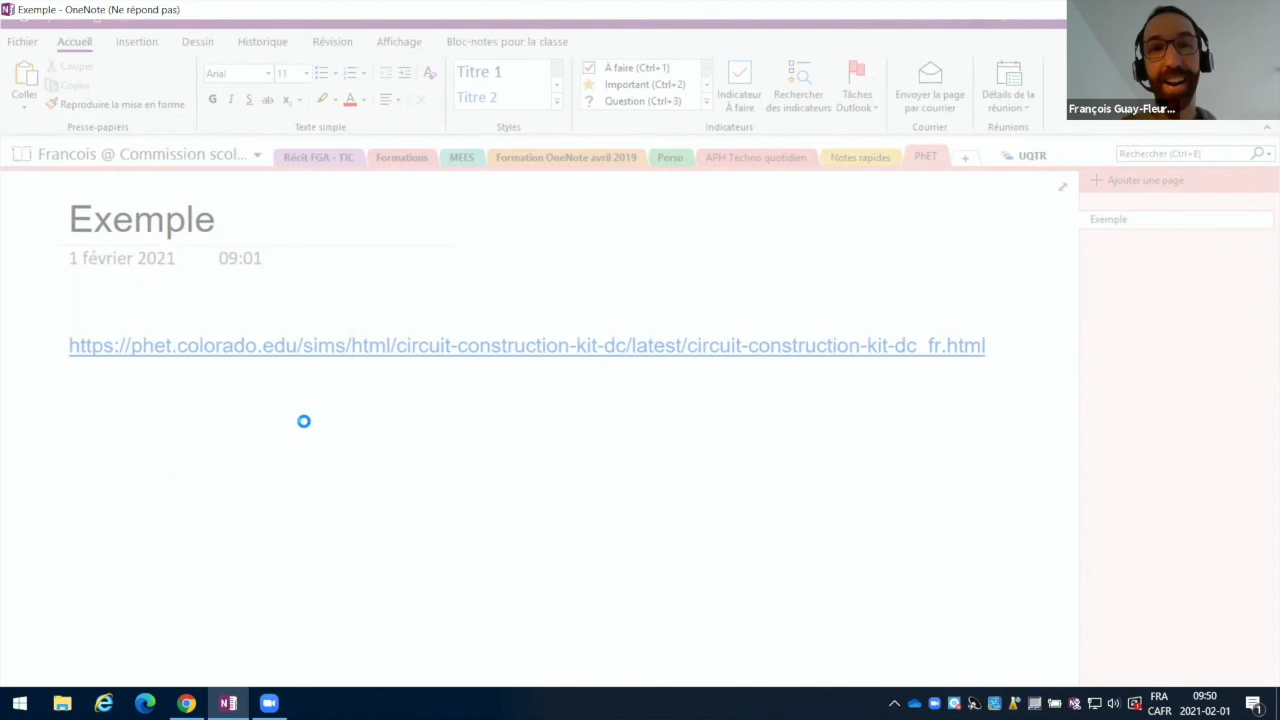 Exemple - OneNote (Ne répond pas)
Fichier Accueil Insertion Dessin Historique Révision Affichage Bloc-notes pour la classe
Coller
Couper
Copier
Reproduire la mise en forme
Presse-papiers
Arial 11
G I S ab x
Texte simple
Titre 1
Titre 2
Styles
À faire (Ctrl+1)
Important (Ctrl+2)
Question (Ctrl+3)
Indicateur
À faire
Rechercher
des indicateurs
Tâches
Outlook
Indicateurs
Envoyer la page
par courrier
Courrier
Détails de la
réunion
Réunions
François Guay-Fleur...
Francois @ Commission scol... Récit FGA - TIC Formations MEES Formation OneNote avril 2019 Perso APH Techno quotidien Notes rapides PhET UQTR Rechercher (Ctrl+E)
Ajouter une page
Exemple
Exemple
1 février 2021 09:01
https://phet.colorado.edu/sims/html/circuit-construction-kit-dc/latest/circuit-construction-kit-dc_fr.html
FRA
CAFR
09:50
2021-02-01
1